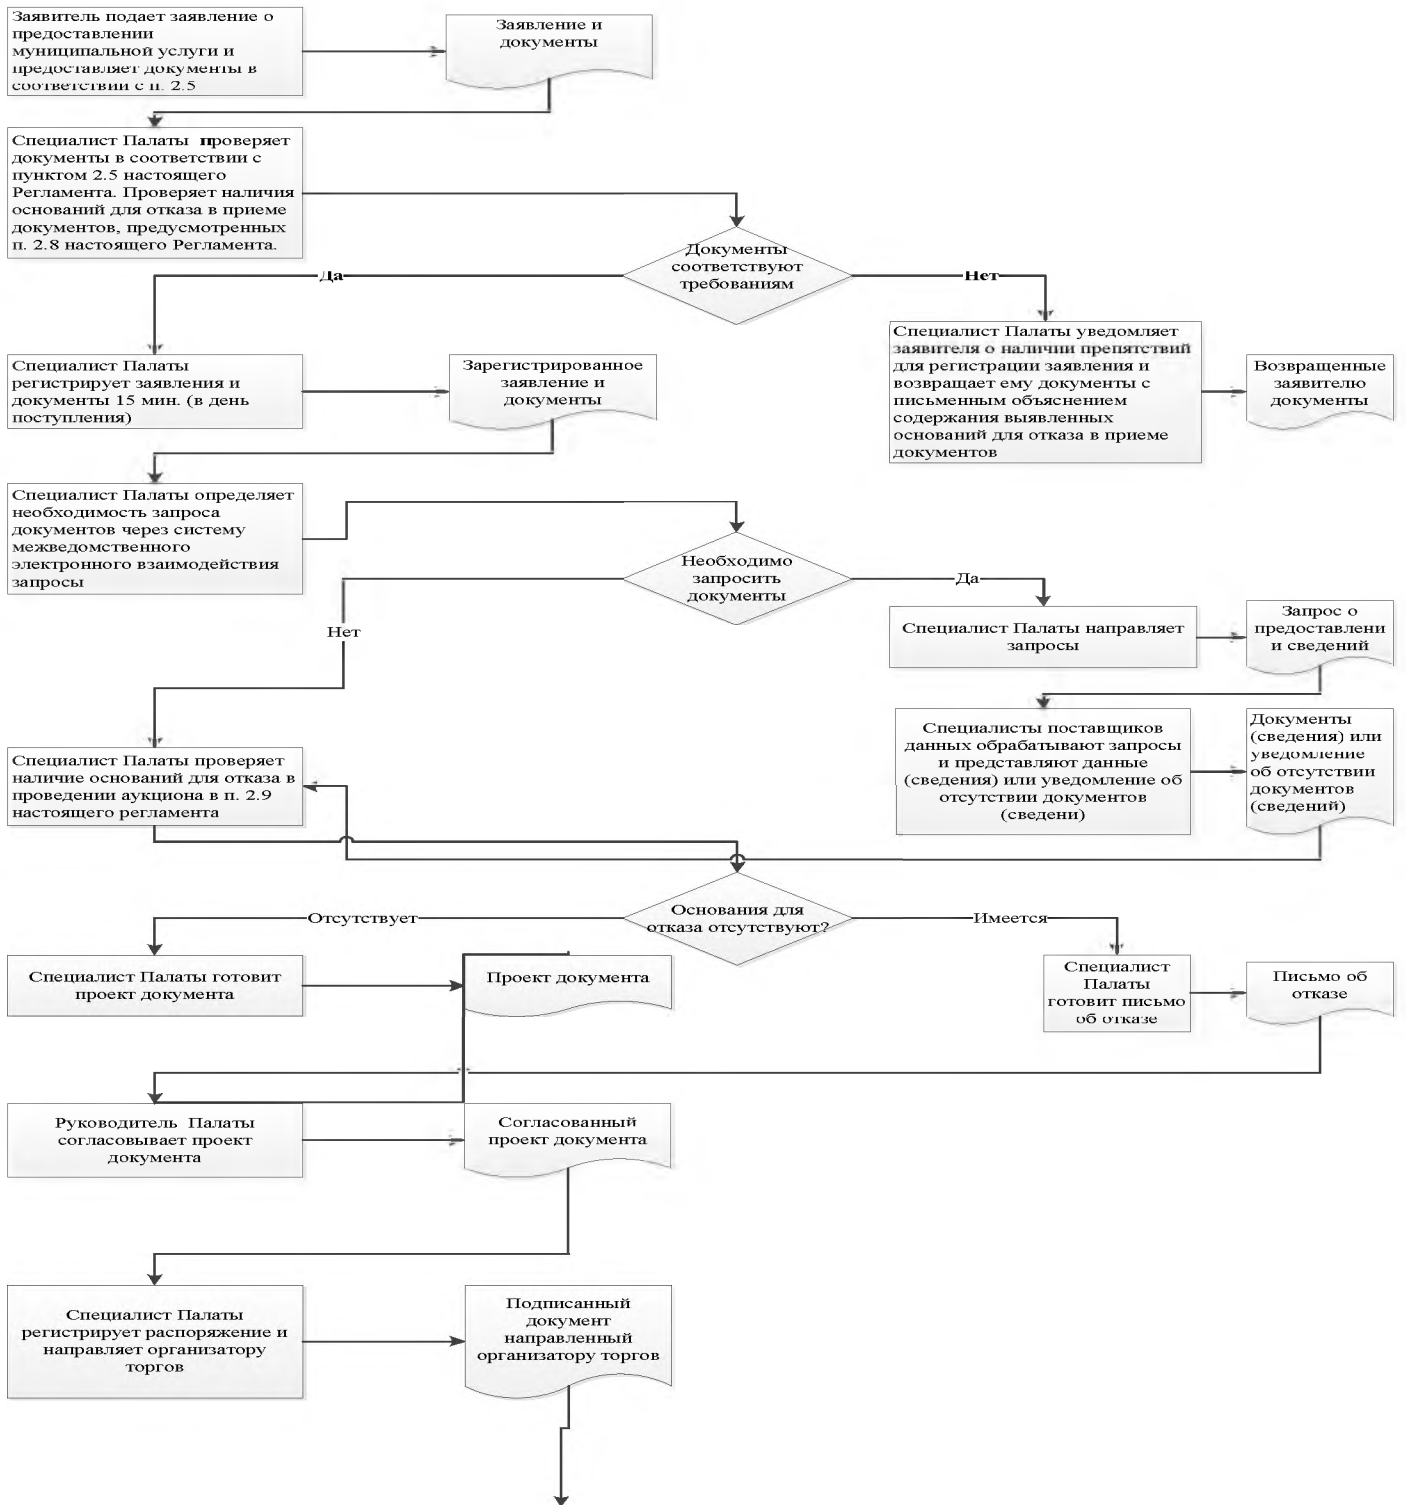 Заявитель подает заявление о
предоставлении
муниципальной услуги и
предоставляет документы в
соответствии с п. 2.5
Заявление и
документы
Специалист Палаты проверяет
документы в соответствии с
пунктом 2.5 настоящего
Регламента. Проверяет наличия
оснований для отказа в приеме
документов, предусмотренных
п. 2.8 настоящего Регламента.
Документы
соответствуют
требованиям
Да
Нет
Специалист Палаты
регистрирует заявления и
документы 15 мин. (в день
поступления)
Зарегистрированное
заявление и
документы
Специалист Палаты уведомляет
заявителя о наличии препятствий
для регистрации заявления и
возвращает ему документы с
письменным объяснением
содержания выявленных
оснований для отказа в приеме
документов
Возвращенные
заявителю
документы
Специалист Палаты определяет
необходимость запроса
документов через систему
межведомственного
электронного взаимодействия
запросы
Необходимо
запросить
документы
Да
Нет
Специалист Палаты направляет
запросы
Запрос о
предоставлени
и сведений
Специалисты поставщиков
данных обрабатывают запросы
и представляют данные
(сведения) или уведомление об
отсутствии документов
(сведени)
Документы
(сведения) или
уведомление
об отсутствии
документов
(сведений)
Специалист Палаты проверяет
наличие оснований для отказа в
проведении аукциона в п. 2.9
настоящего регламента
Основания для
отказа отсутствуют?
Отсутствует
Имеется
Специалист Палаты готовит
проект документа
Проект документа
Специалист
Палаты
готовит письмо
об отказе
Письмо об
отказе
Руководитель Палаты
согласовывает проект
документа
Согласованный
проект документа
Специалист Палаты
регистрирует распоряжение и
направляет организатору
торгов
Подписанный
документ
направленный
организатору торгов